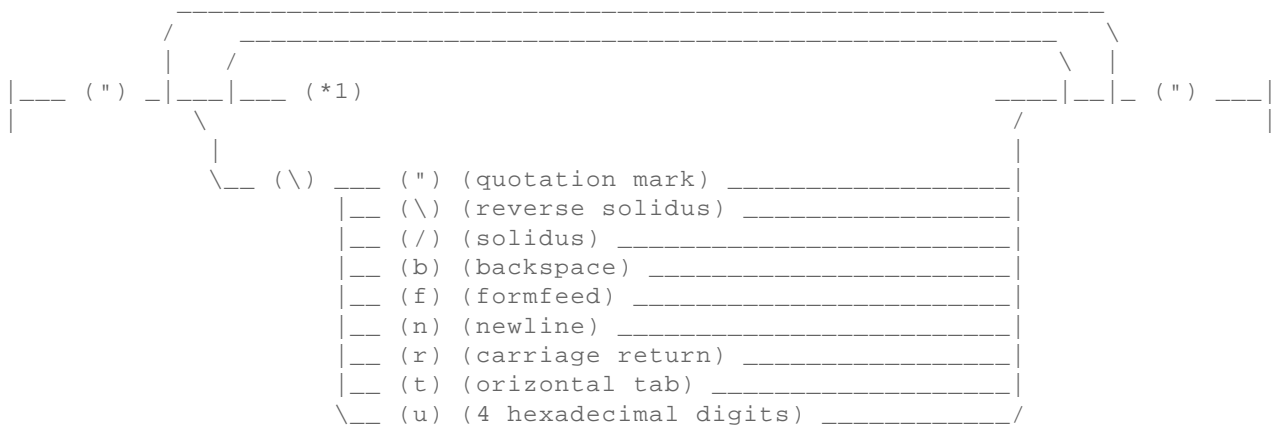 (") (*1) (")
(\) (") (quotation mark)
(\) (reverse solidus)
(/) (solidus)
(b) (backspace)
(f) (formfeed)
(n) (newline)
(r) (carriage return)
(t) (orizontal tab)
(u) (4 hexadecimal digits)